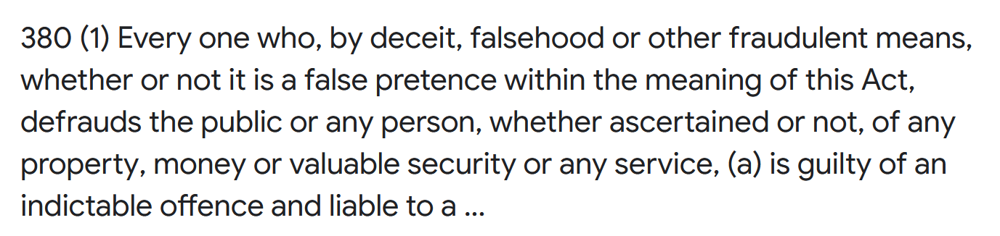 380 (1) Every one who, by deceit, falsehood or other fraudulent means,
whether or not it is a false pretence within the meaning of this Act,
defrauds the public or any person, whether ascertained or not, of any
property, money or valuable security or any service, (a) is guilty of an
indictable offence and liable to a ...